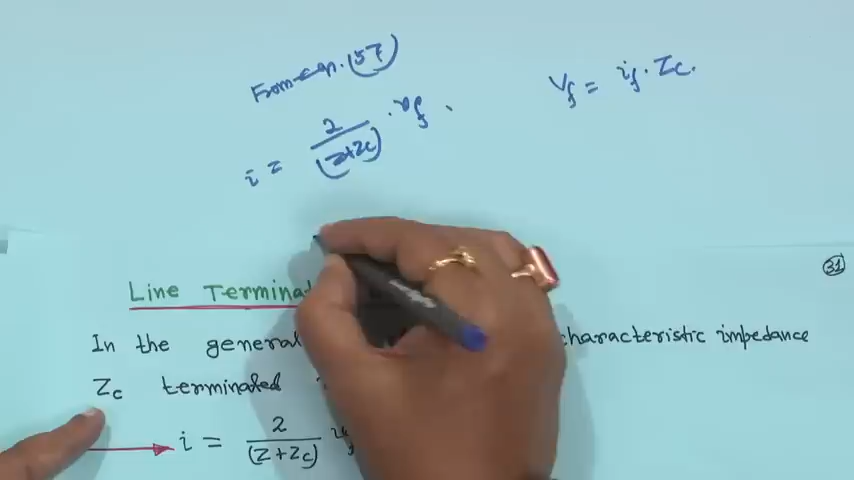 From eqn. (57)
i = 2/(Z+Zc) . vf .
Vf = if . Zc.
31
Line Terminat
In the general characteristic impedance
Zc terminated
i = 2/(Z+Zc)